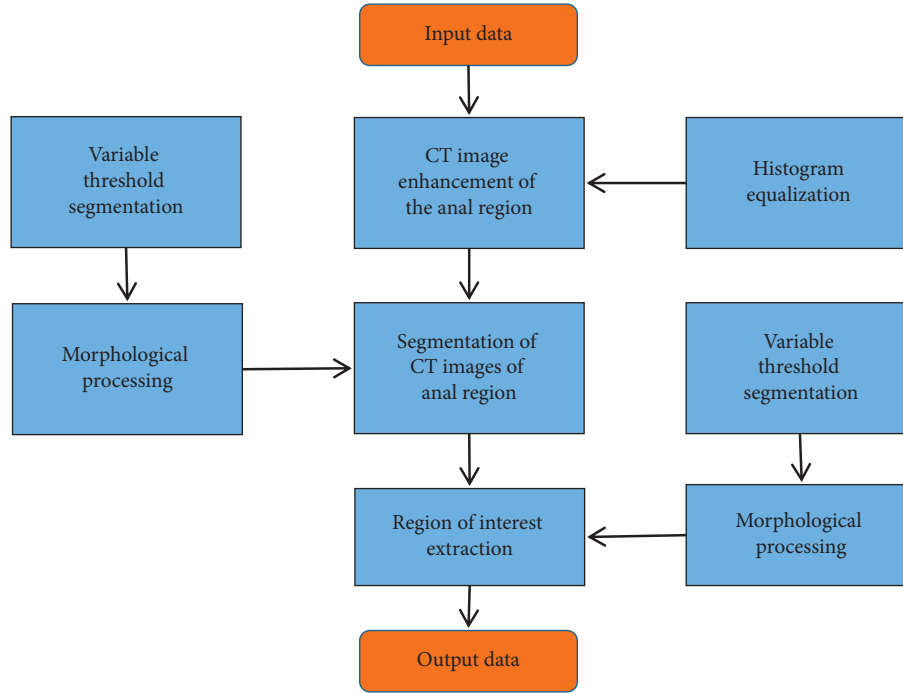 Input data
Variable
threshold
segmentation
CT image
enhancement of
the anal region
Histogram
equalization
Morphological
processing
Segmentation of
CT images of
anal region
Variable
threshold
segmentation
Region of interest
extraction
Morphological
processing
Output data